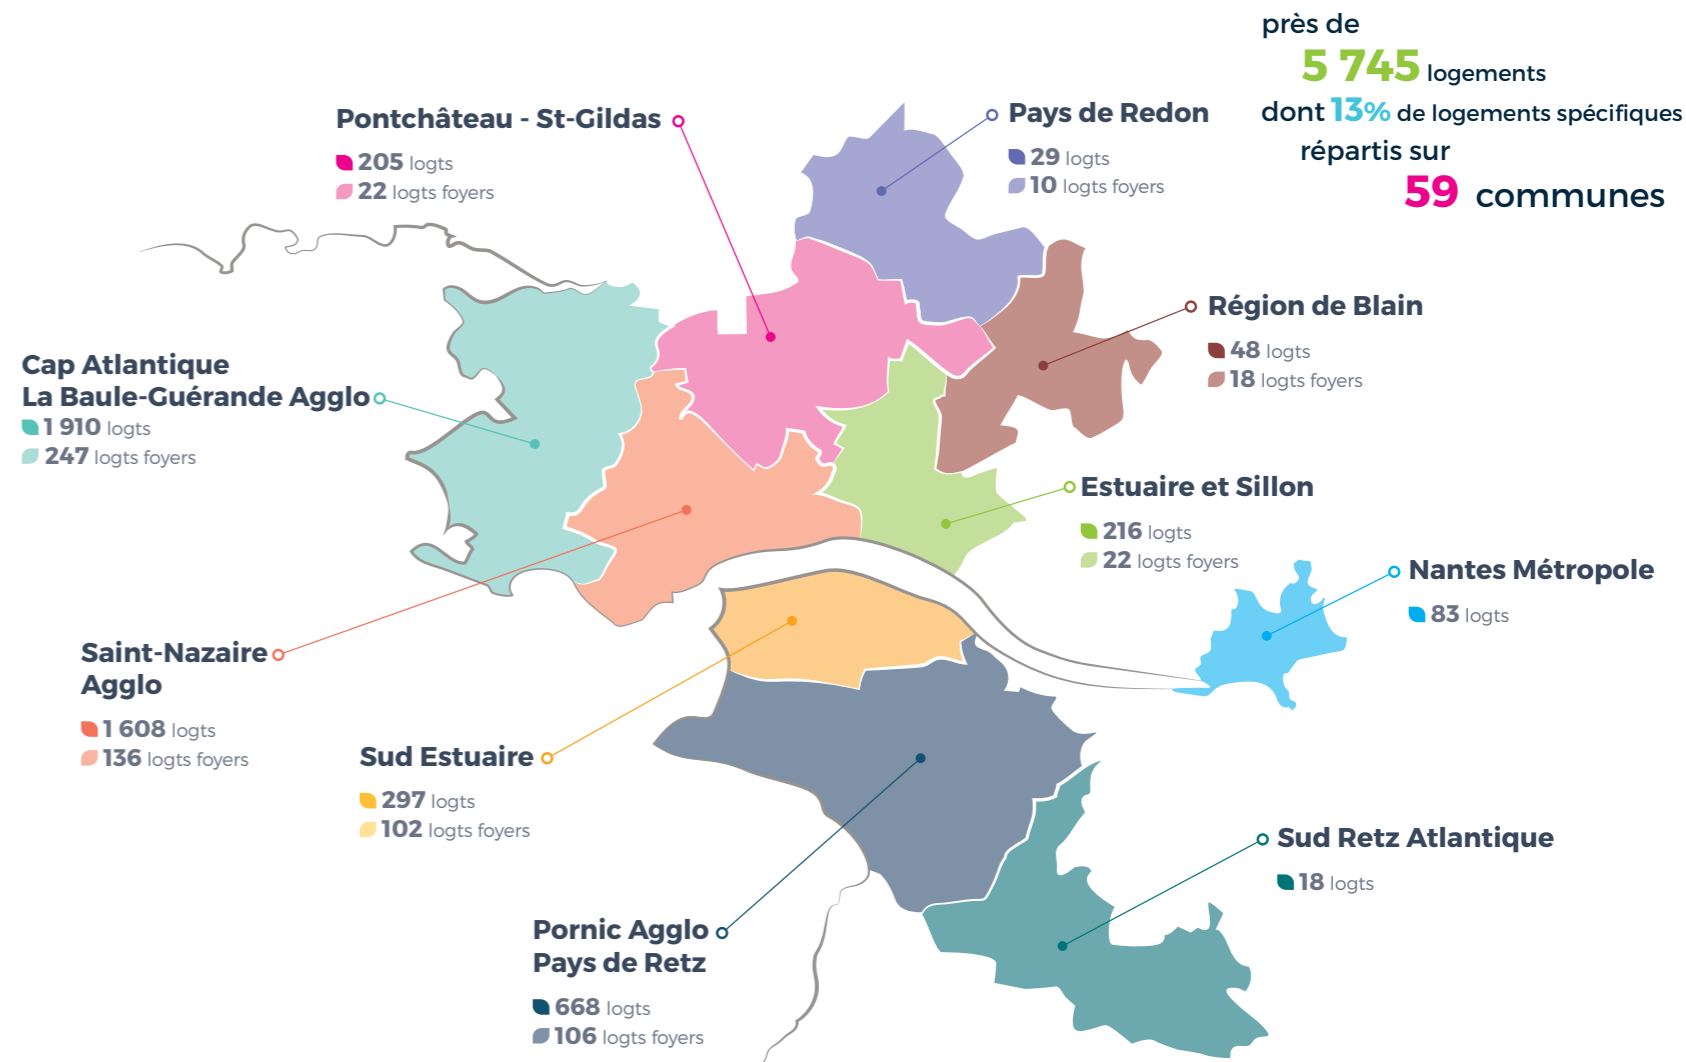 près de
5 745 logements
dont 13% de logements spécifiques
répartis sur
59 communes
Pontchâteau - St-Gildas
205 logts
22 logts foyers
Pays de Redon
29 logts
10 logts foyers
Région de Blain
48 logts
18 logts foyers
Cap Atlantique
La Baule-Guérande Agglo
1 910 logts
247 logts foyers
Estuaire et Sillon
216 logts
22 logts foyers
Nantes Métropole
83 logts
Saint-Nazaire
Agglo
1 608 logts
136 logts foyers
Sud Estuaire
297 logts
102 logts foyers
Sud Retz Atlantique
18 logts
Pornic Agglo
Pays de Retz
668 logts
106 logts foyers